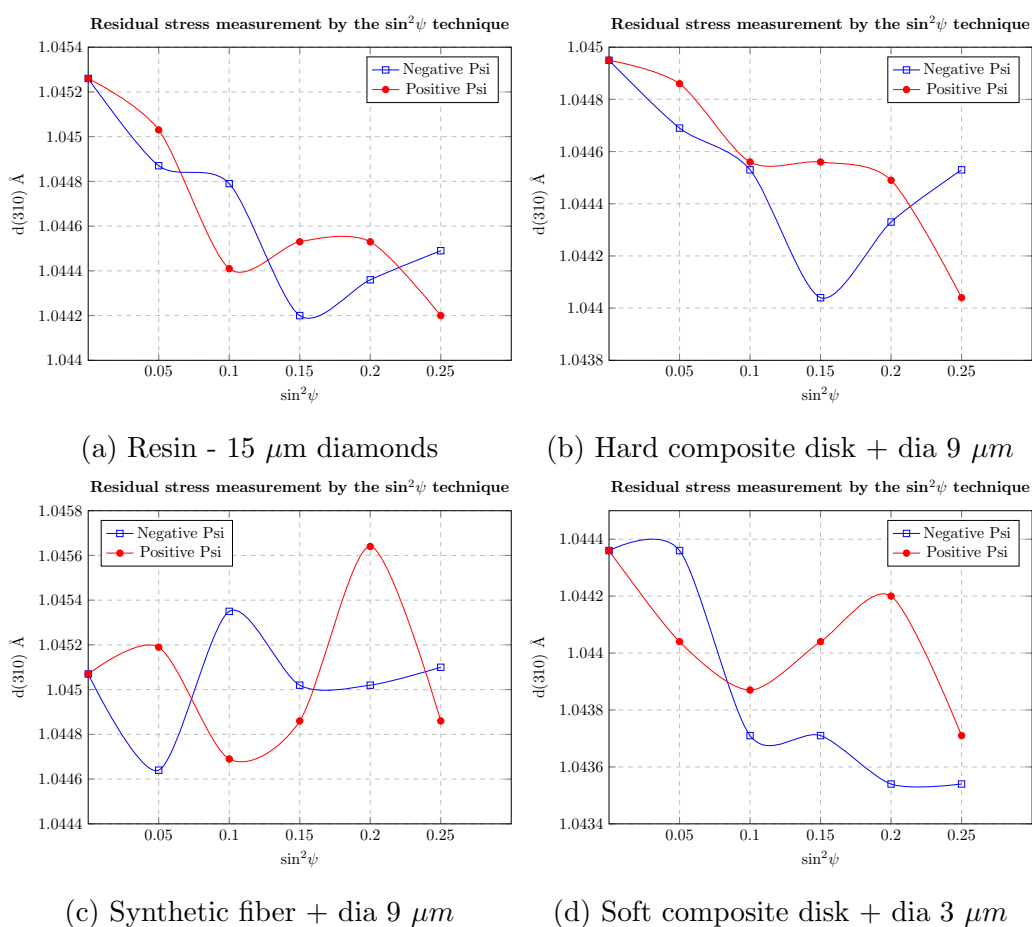 Residual stress measurement by the sin²ψ technique
1.0454
1.0452
1.045
1.0448
1.0446
1.0444
1.0442
1.044
d(310) Å
Negative Psi
Positive Psi
0.05 0.1 0.15 0.2 0.25
sin²ψ
(a) Resin - 15 μm diamonds
Residual stress measurement by the sin²ψ technique
1.045
1.0448
1.0446
1.0444
1.0442
1.044
1.0438
d(310) Å
Negative Psi
Positive Psi
0.05 0.1 0.15 0.2 0.25
sin²ψ
(b) Hard composite disk + dia 9 μm
Residual stress measurement by the sin²ψ technique
1.0458
1.0456
1.0454
1.0452
1.045
1.0448
1.0446
1.0444
d(310) Å
Negative Psi
Positive Psi
0.05 0.1 0.15 0.2 0.25
sin²ψ
(c) Synthetic fiber + dia 9 μm
Residual stress measurement by the sin²ψ technique
1.0444
1.0442
1.044
1.0438
1.0436
1.0434
d(310) Å
Negative Psi
Positive Psi
0.05 0.1 0.15 0.2 0.25
sin²ψ
(d) Soft composite disk + dia 3 μm